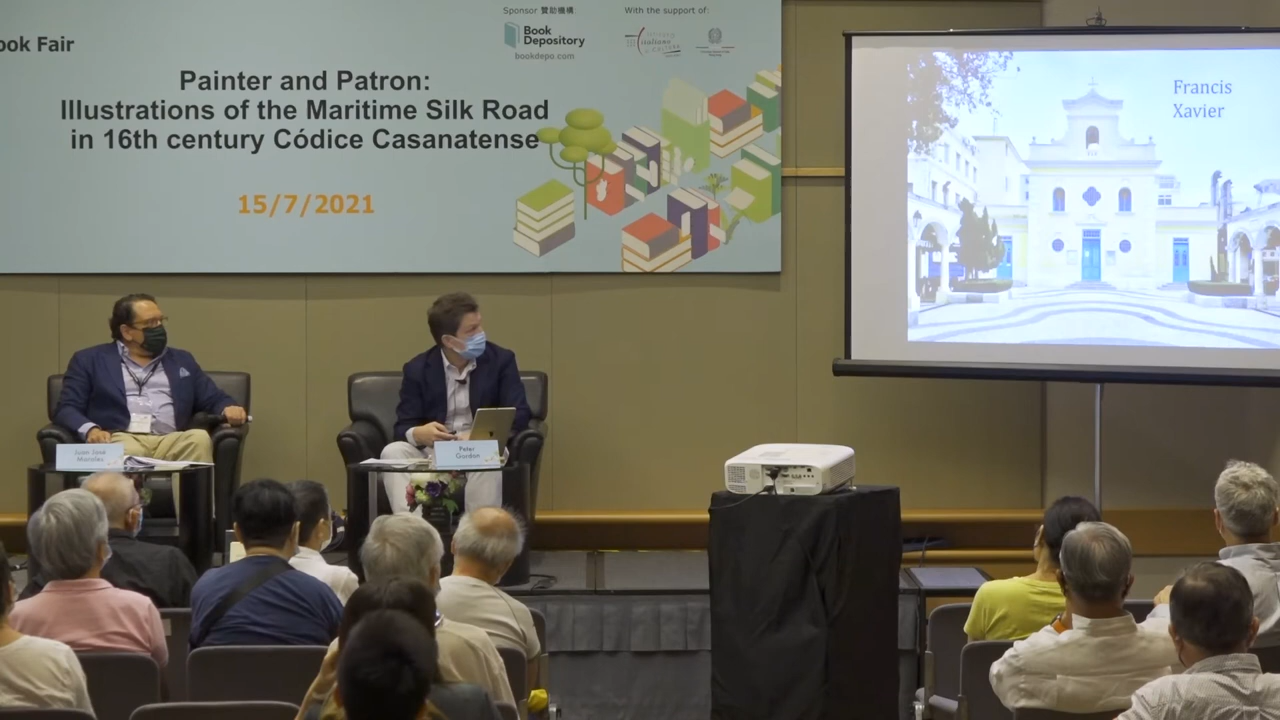 ook Fair
Sponsor 贊助機構:
Book
Depository
bookdepo.com
With the support of:
Painter and Patron:
Illustrations of the Maritime Silk Road
in 16th century Códice Casanatense
15/7/2021
Francis
Xavier
Juan José
Morales
Peter
Gordon